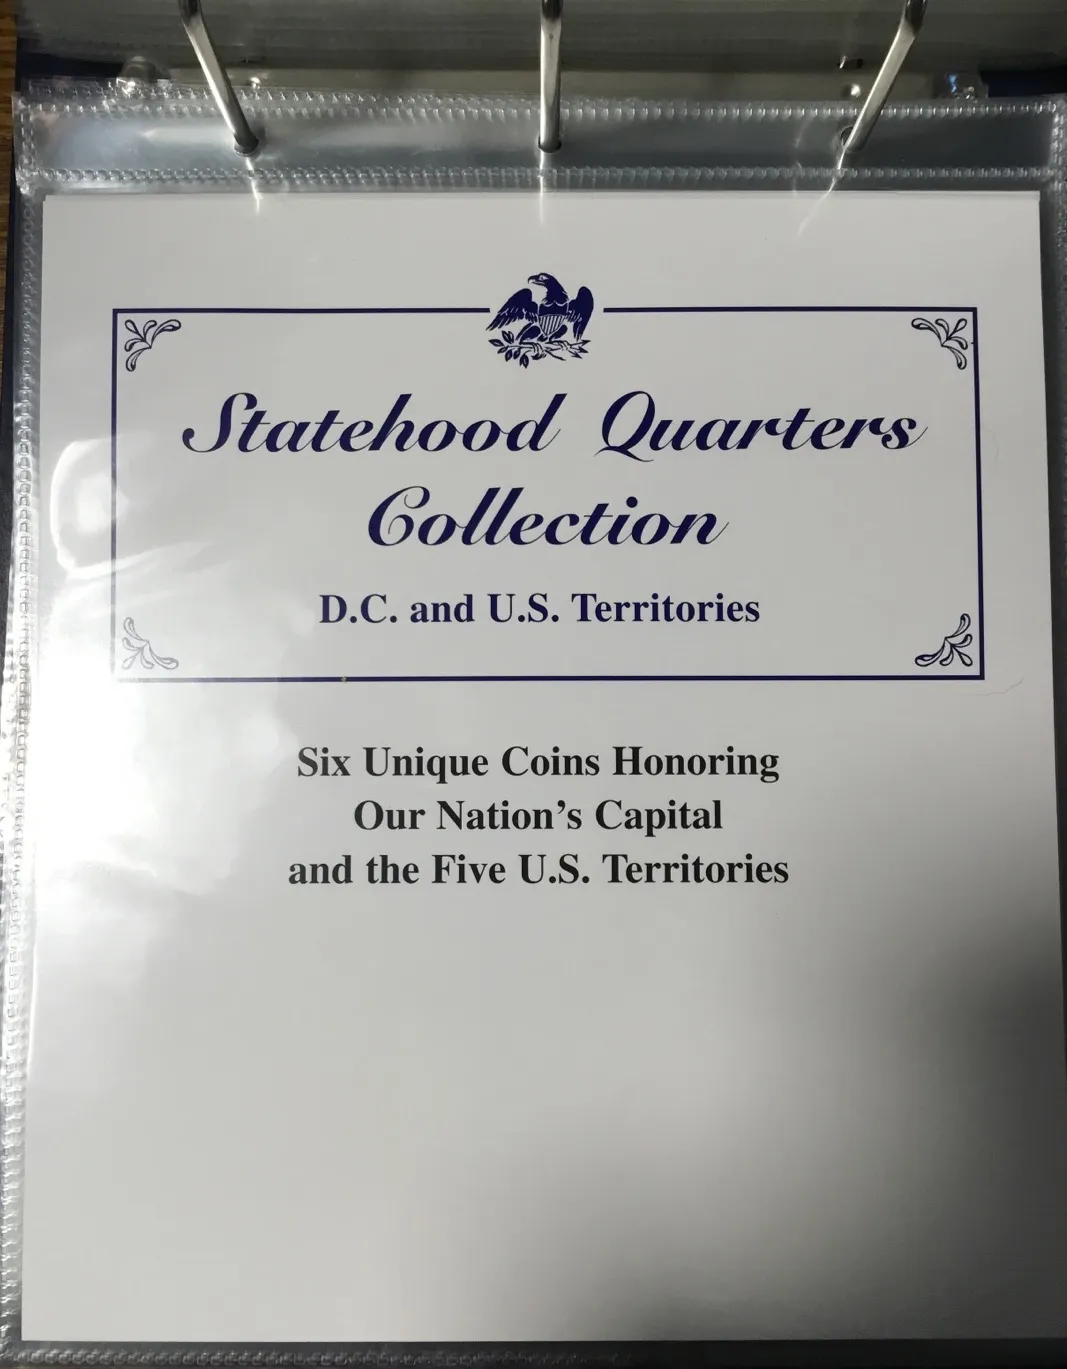 Statehood Quarters
Collection
D.C. and U.S. Territories
Six Unique Coins Honoring
Our Nation's Capital
and the Five U.S. Territories